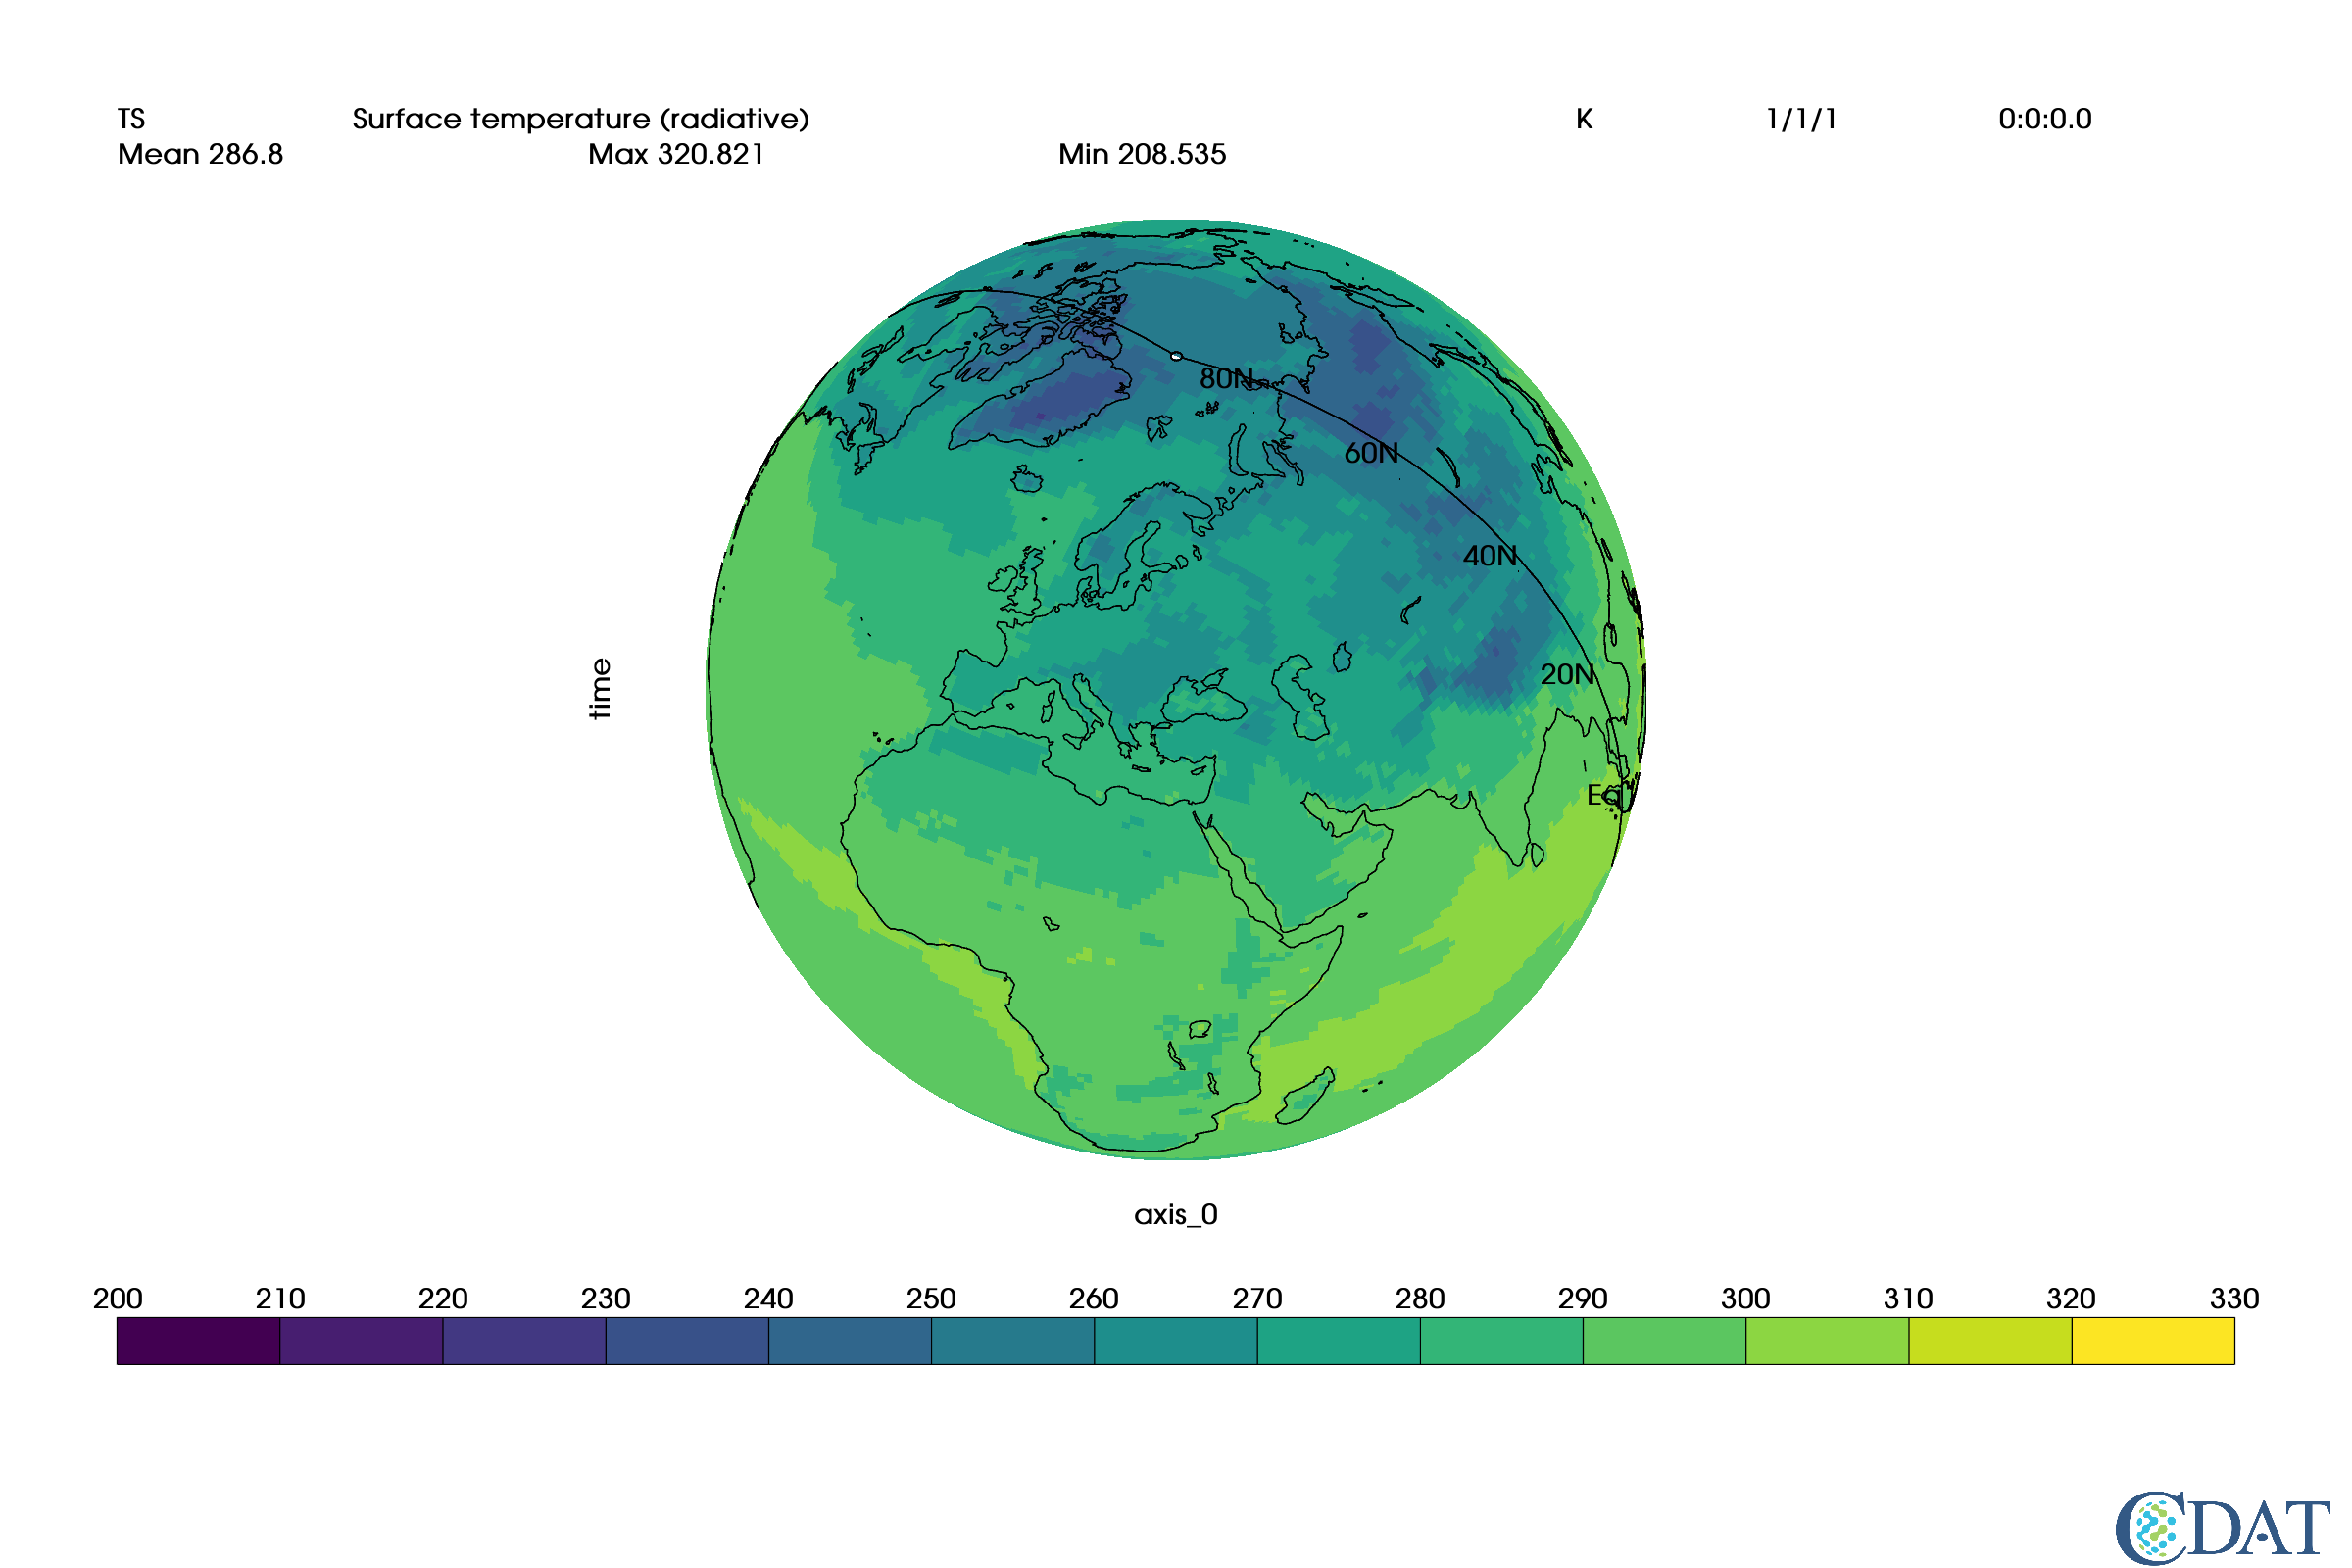 TS Surface temperature (radiative) K 1/1/1 0:0:0.0
Mean 286.8 Max 320.821 Min 208.535
80N
60N
40N
20N
Eq
time
axis_0
200 210 220 230 240 250 260 270 280 290 300 310 320 330
CDAT